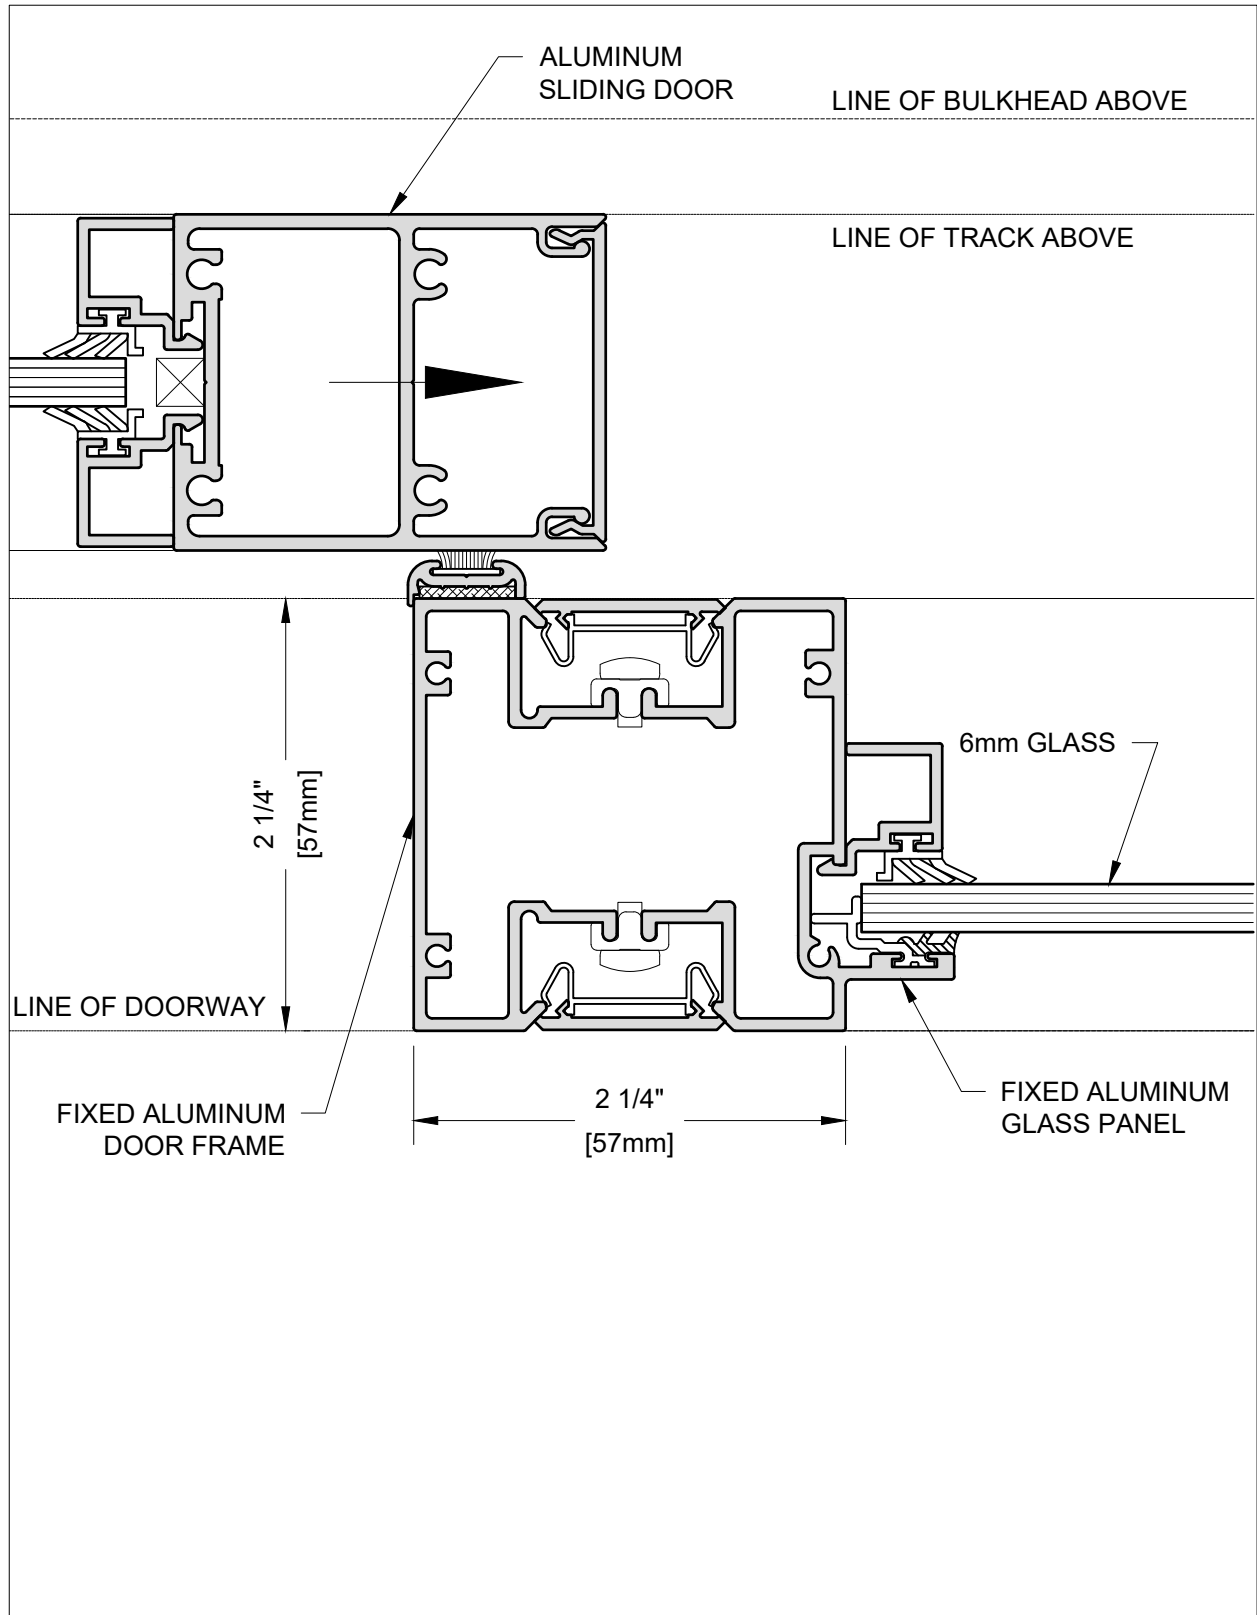 ALUMINUM
SLIDING DOOR
LINE OF BULKHEAD ABOVE
LINE OF TRACK ABOVE
6mm GLASS
2 1/4"
[57mm]
LINE OF DOORWAY
2 1/4"
[57mm]
FIXED ALUMINUM
DOOR FRAME
FIXED ALUMINUM
GLASS PANEL